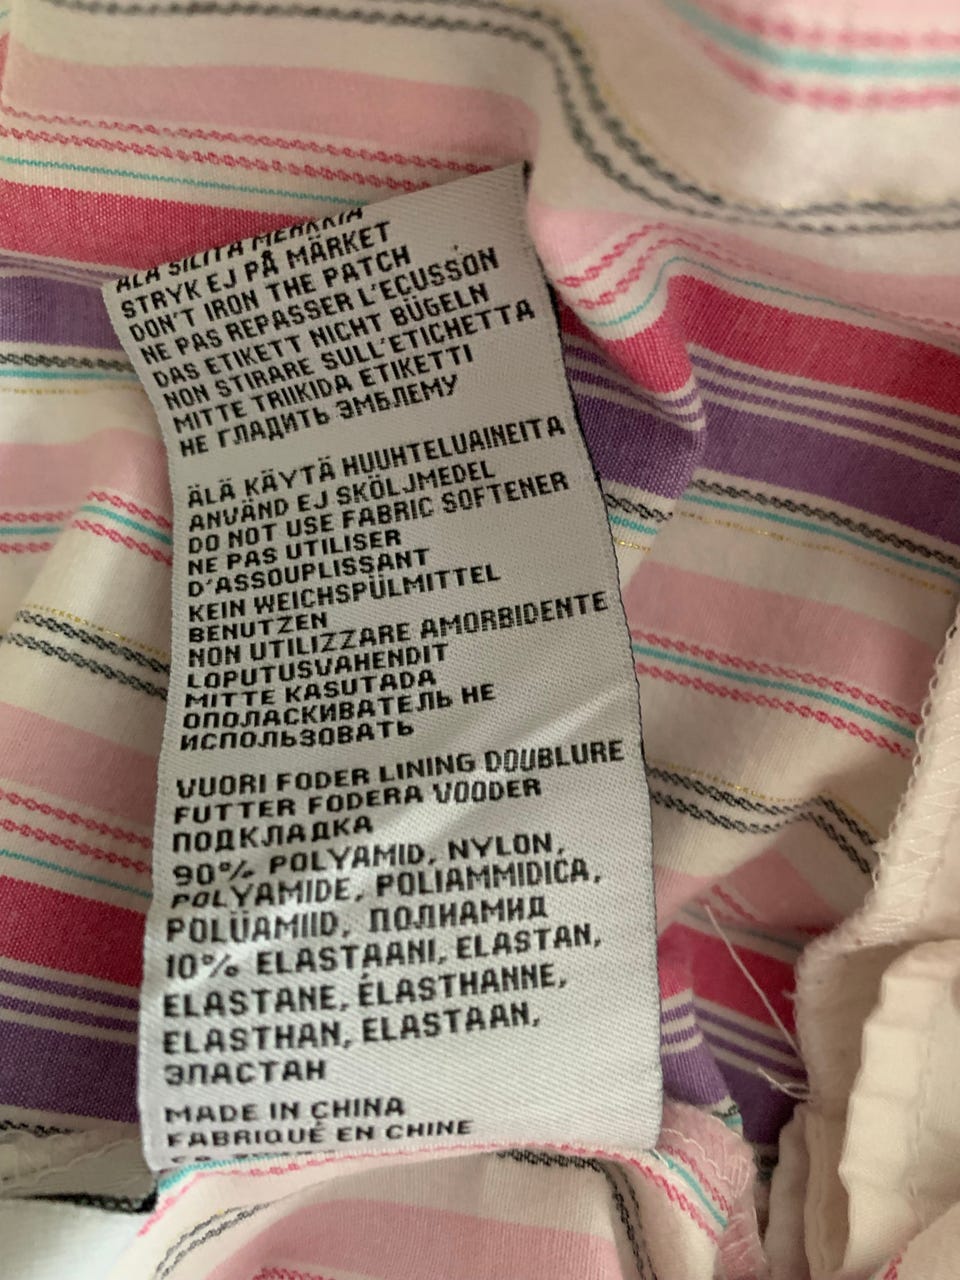 ÄLÄ SILITÄ MERKKIÄ
STRYK EJ PÅ MÄRKET
DON'T IRON THE PATCH
NE PAS REPASSER L'ECUSSON
DAS ETIKETT NICHT BÜGELN
NON STIRARE SULL'ETICHETTA
MITTE TRIIKIDA ETIKETTI
НЕ ГЛАДИТЬ ЭМБЛЕМУ
ÄLÄ KÄYTÄ HUUHTELUAINEITA
ANVÄND EJ SKÖLJMEDEL
DO NOT USE FABRIC SOFTENER
NE PAS UTILISER
D'ASSOUPLISSANT
KEIN WEICHSPÜLMITTEL
BENUTZEN
NON UTILIZZARE AMORBIDENTE
LOPUTUSVAHENDIT
MITTE KASUTADA
ОПОЛАСКИВАТЕЛЬ НЕ
ИСПОЛЬЗОВАТЬ
VUORI FODER LINING DOUBLURE
FUTTER FODERA VOODER
ПОДКЛАДКА
90% POLYAMID, NYLON,
POLYAMIDE, POLIAMMIDICA,
POLÜAMIID, ПОЛИАМИД
10% ELASTAANI, ELASTAN,
ELASTANE, ÉLASTHANNE,
ELASTHAN, ELASTAAN,
ЭЛАСТАН
MADE IN CHINA
FABRIQUÉ EN CHINE